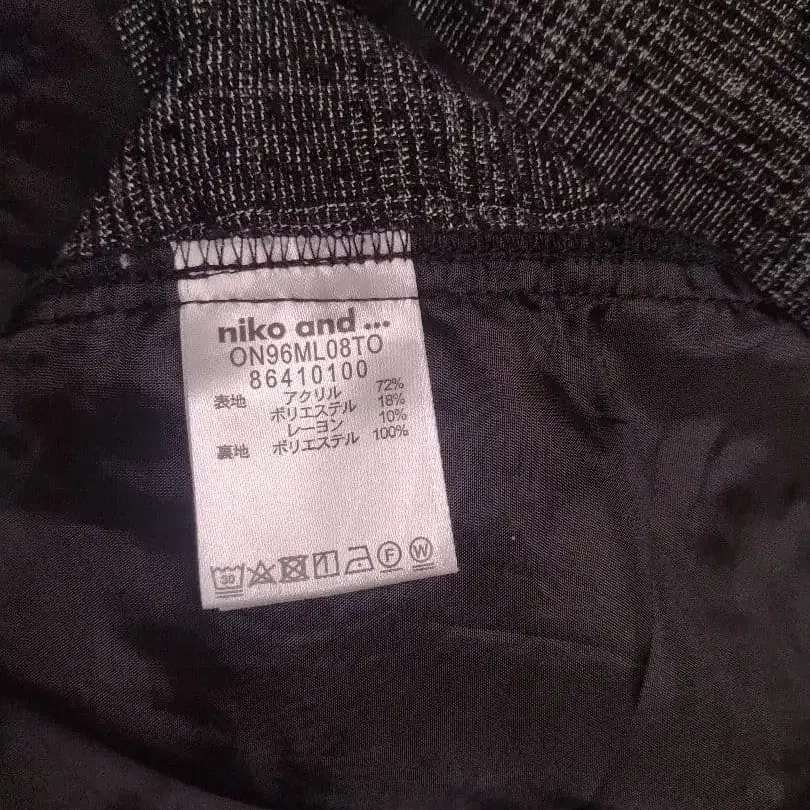 niko and ...
ON96ML08TO
86410100
表地 アクリル 72%
ポリエステル 18%
レーヨン 10%
裏地 ポリエステル 100%
30 F W